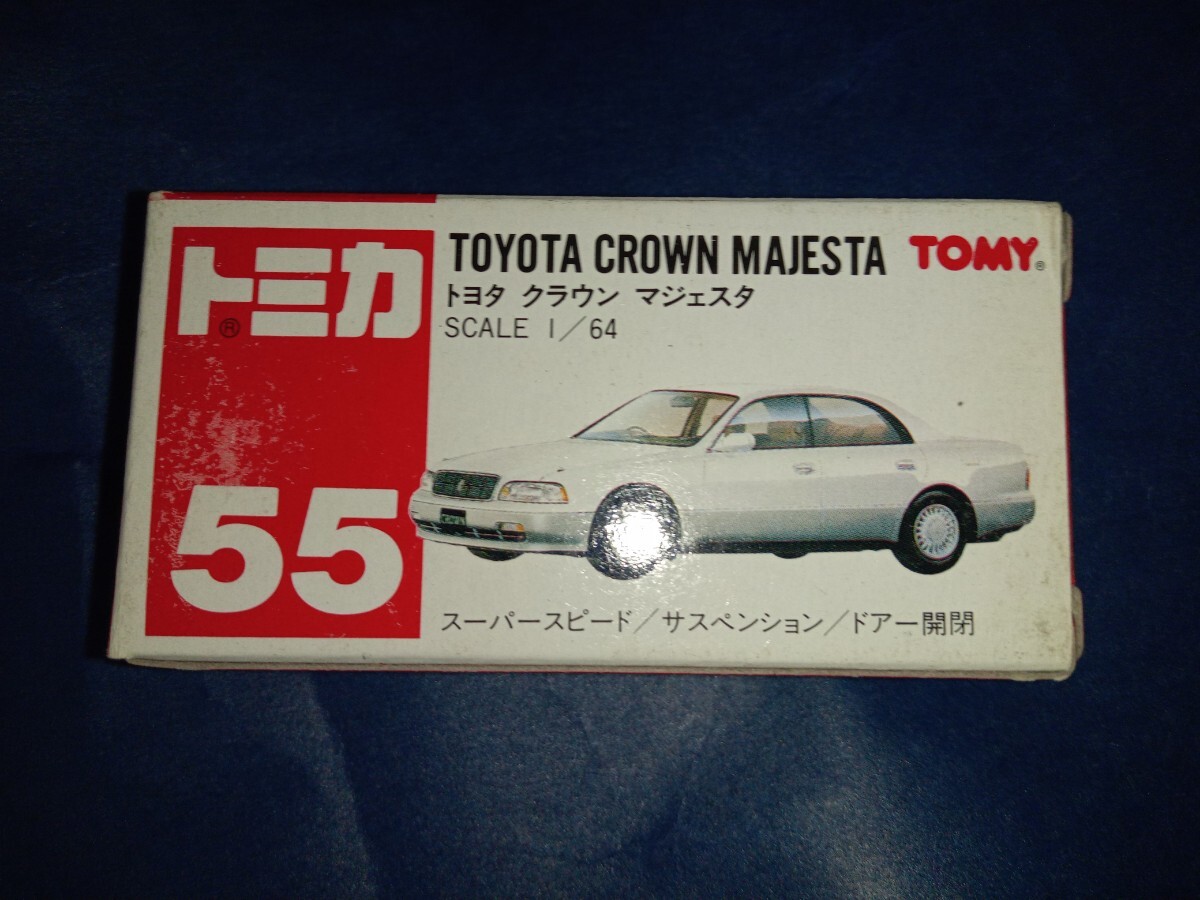 トミカ®
55
TOYOTA CROWN MAJESTA
TOMY®
トヨタ クラウン マジェスタ
SCALE 1/64
スーパースピード/サスペンション/ドアー開閉